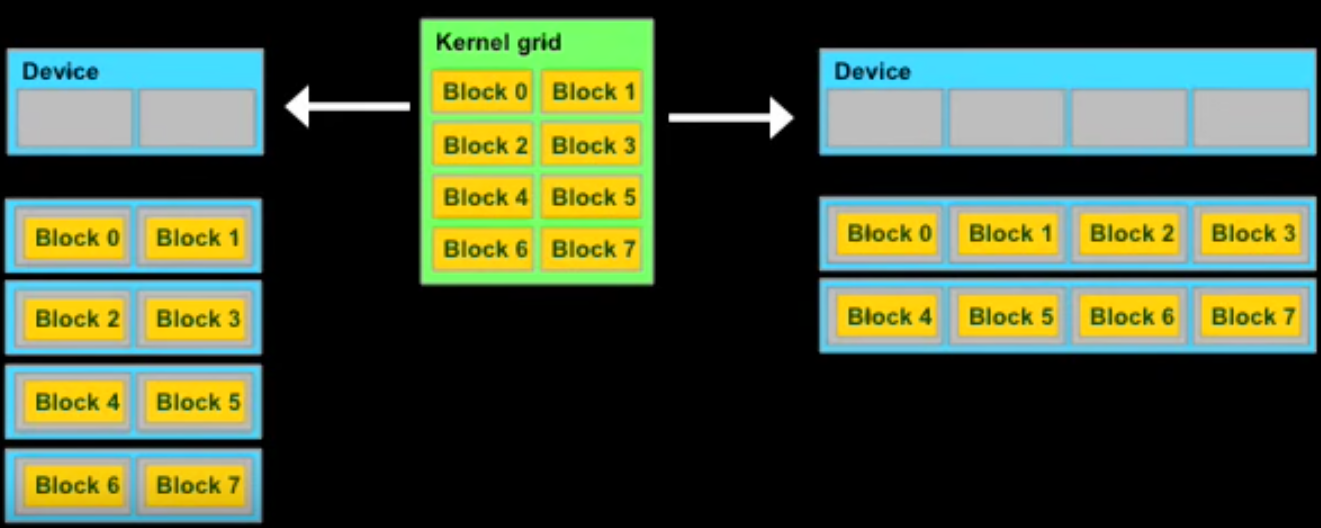 Device
Block 0 Block 1
Block 2 Block 3
Block 4 Block 5
Block 6 Block 7
Kernel grid
Block 0 Block 1
Block 2 Block 3
Block 4 Block 5
Block 6 Block 7
Device
Block 0 Block 1 Block 2 Block 3
Block 4 Block 5 Block 6 Block 7